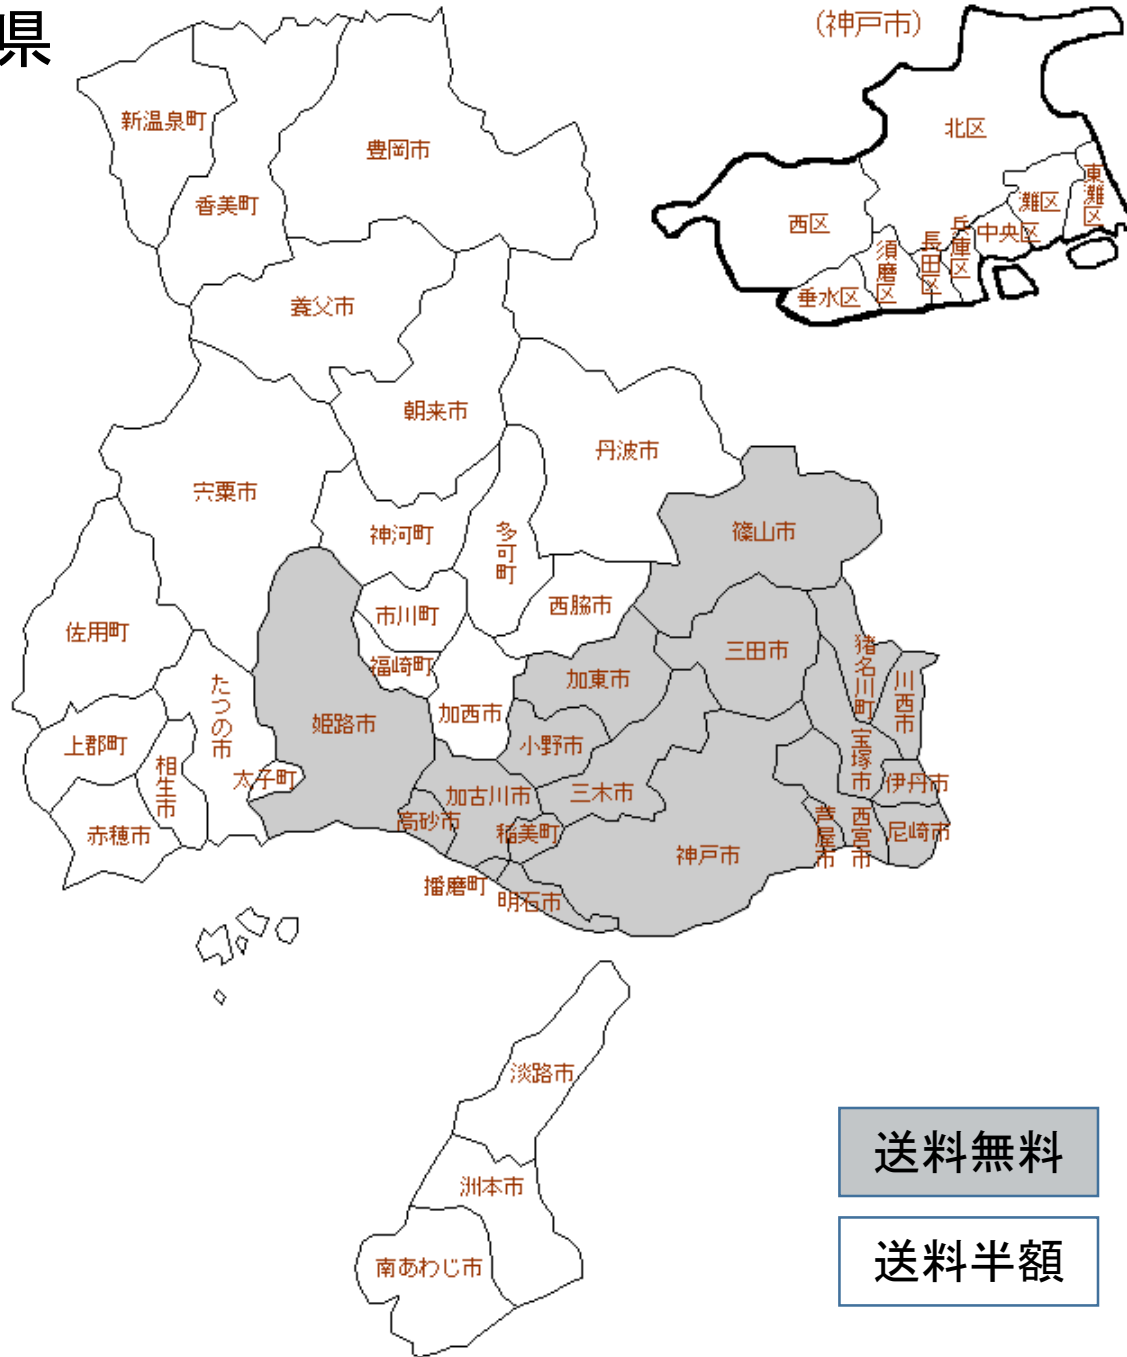 県
(神戸市)
新温泉町
豊岡市
北区
香美町
東灘区
灘区
西区
中央区
兵庫区
長田区
須磨区
垂水区
養父市
朝来市
丹波市
宍粟市
篠山市
神河町
多可町
西脇市
市川町
佐用町
三田市
猪名川町
福崎町
加東市
川西市
たつの市
加西市
姫路市
上郡町
小野市
宝塚市
相生市
太子町
伊丹市
加古川市
三木市
高砂市
稲美町
赤穂市
芦屋市
西宮市
尼崎市
神戸市
播磨町
明石市
淡路市
送料無料
洲本市
送料半額
南あわじ市